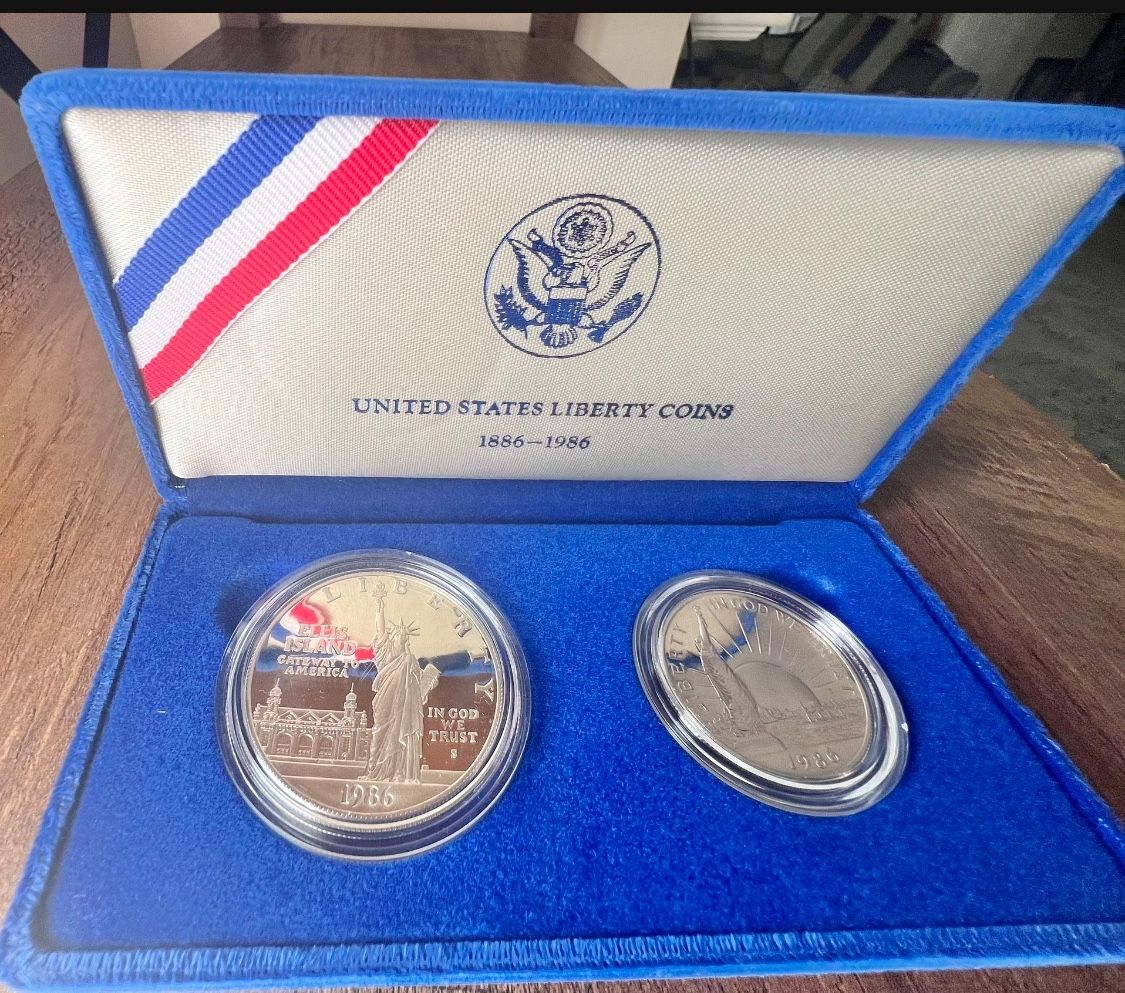 UNITED STATES LIBERTY COINS
1886–1986
LIBERTY
ELLIS
ISLAND
GATEWAY TO
AMERICA
IN GOD
WE
TRUST
S
1986
LIBERTY
IN GOD WE TRUST
1986